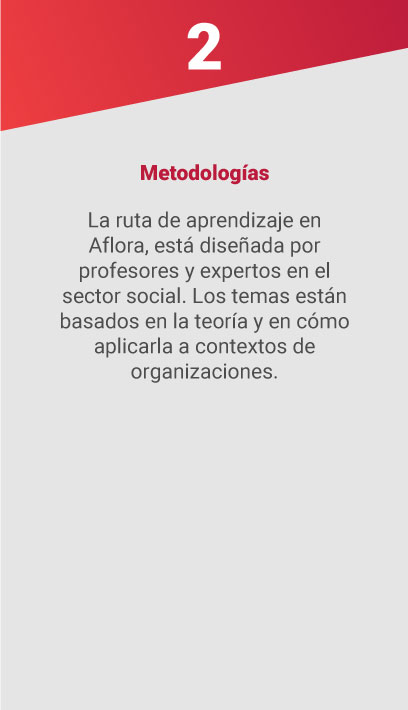 2
Metodologías
La ruta de aprendizaje en
Aflora, está diseñada por
profesores y expertos en el
sector social. Los temas están
basados en la teoría y en cómo
aplicarla a contextos de
organizaciones.